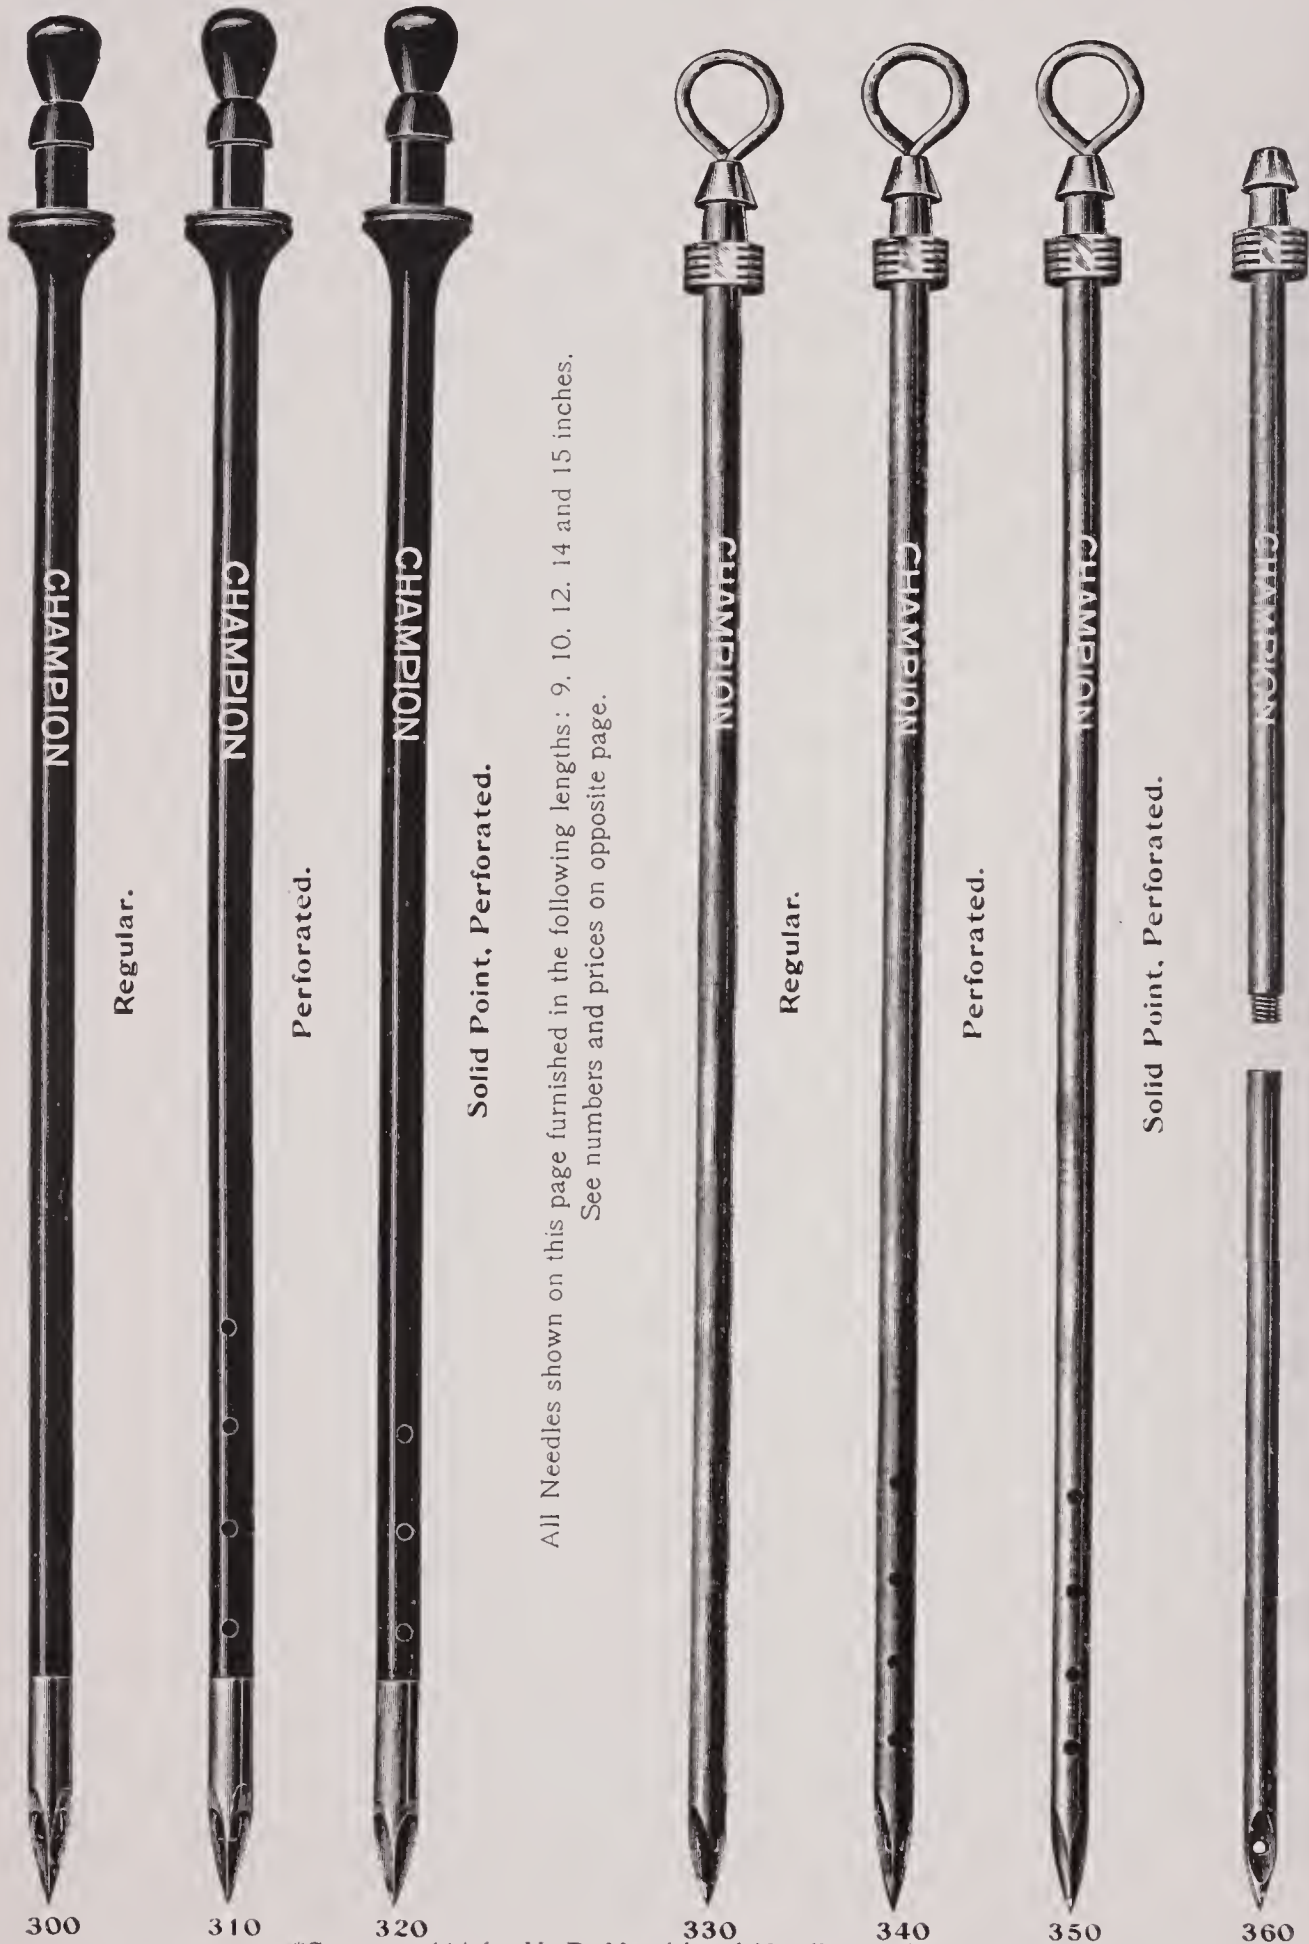 CHAMPION
Regular.
CHAMPION
Perforated.
CHAMPION
Solid Point, Perforated.
All Needles shown on this page furnished in the following lengths: 9. 10. 12. 14 and 15 inches.
See numbers and prices on opposite page.
CHAMPION
Regular.
CHAMPION
Perforated.
CHAMPION
Solid Point, Perforated.
CHAMPION
300 310 320 330 340 350 360